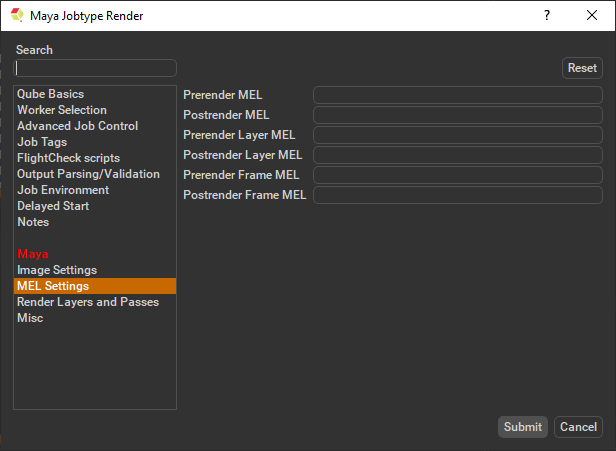 Maya Jobtype Render
?
Search
Reset
Qube Basics
Worker Selection
Advanced Job Control
Job Tags
FlightCheck scripts
Output Parsing/Validation
Job Environment
Delayed Start
Notes
Maya
Image Settings
MEL Settings
Render Layers and Passes
Misc
Prerender MEL
Postrender MEL
Prerender Layer MEL
Postrender Layer MEL
Prerender Frame MEL
Postrender Frame MEL
Submit
Cancel